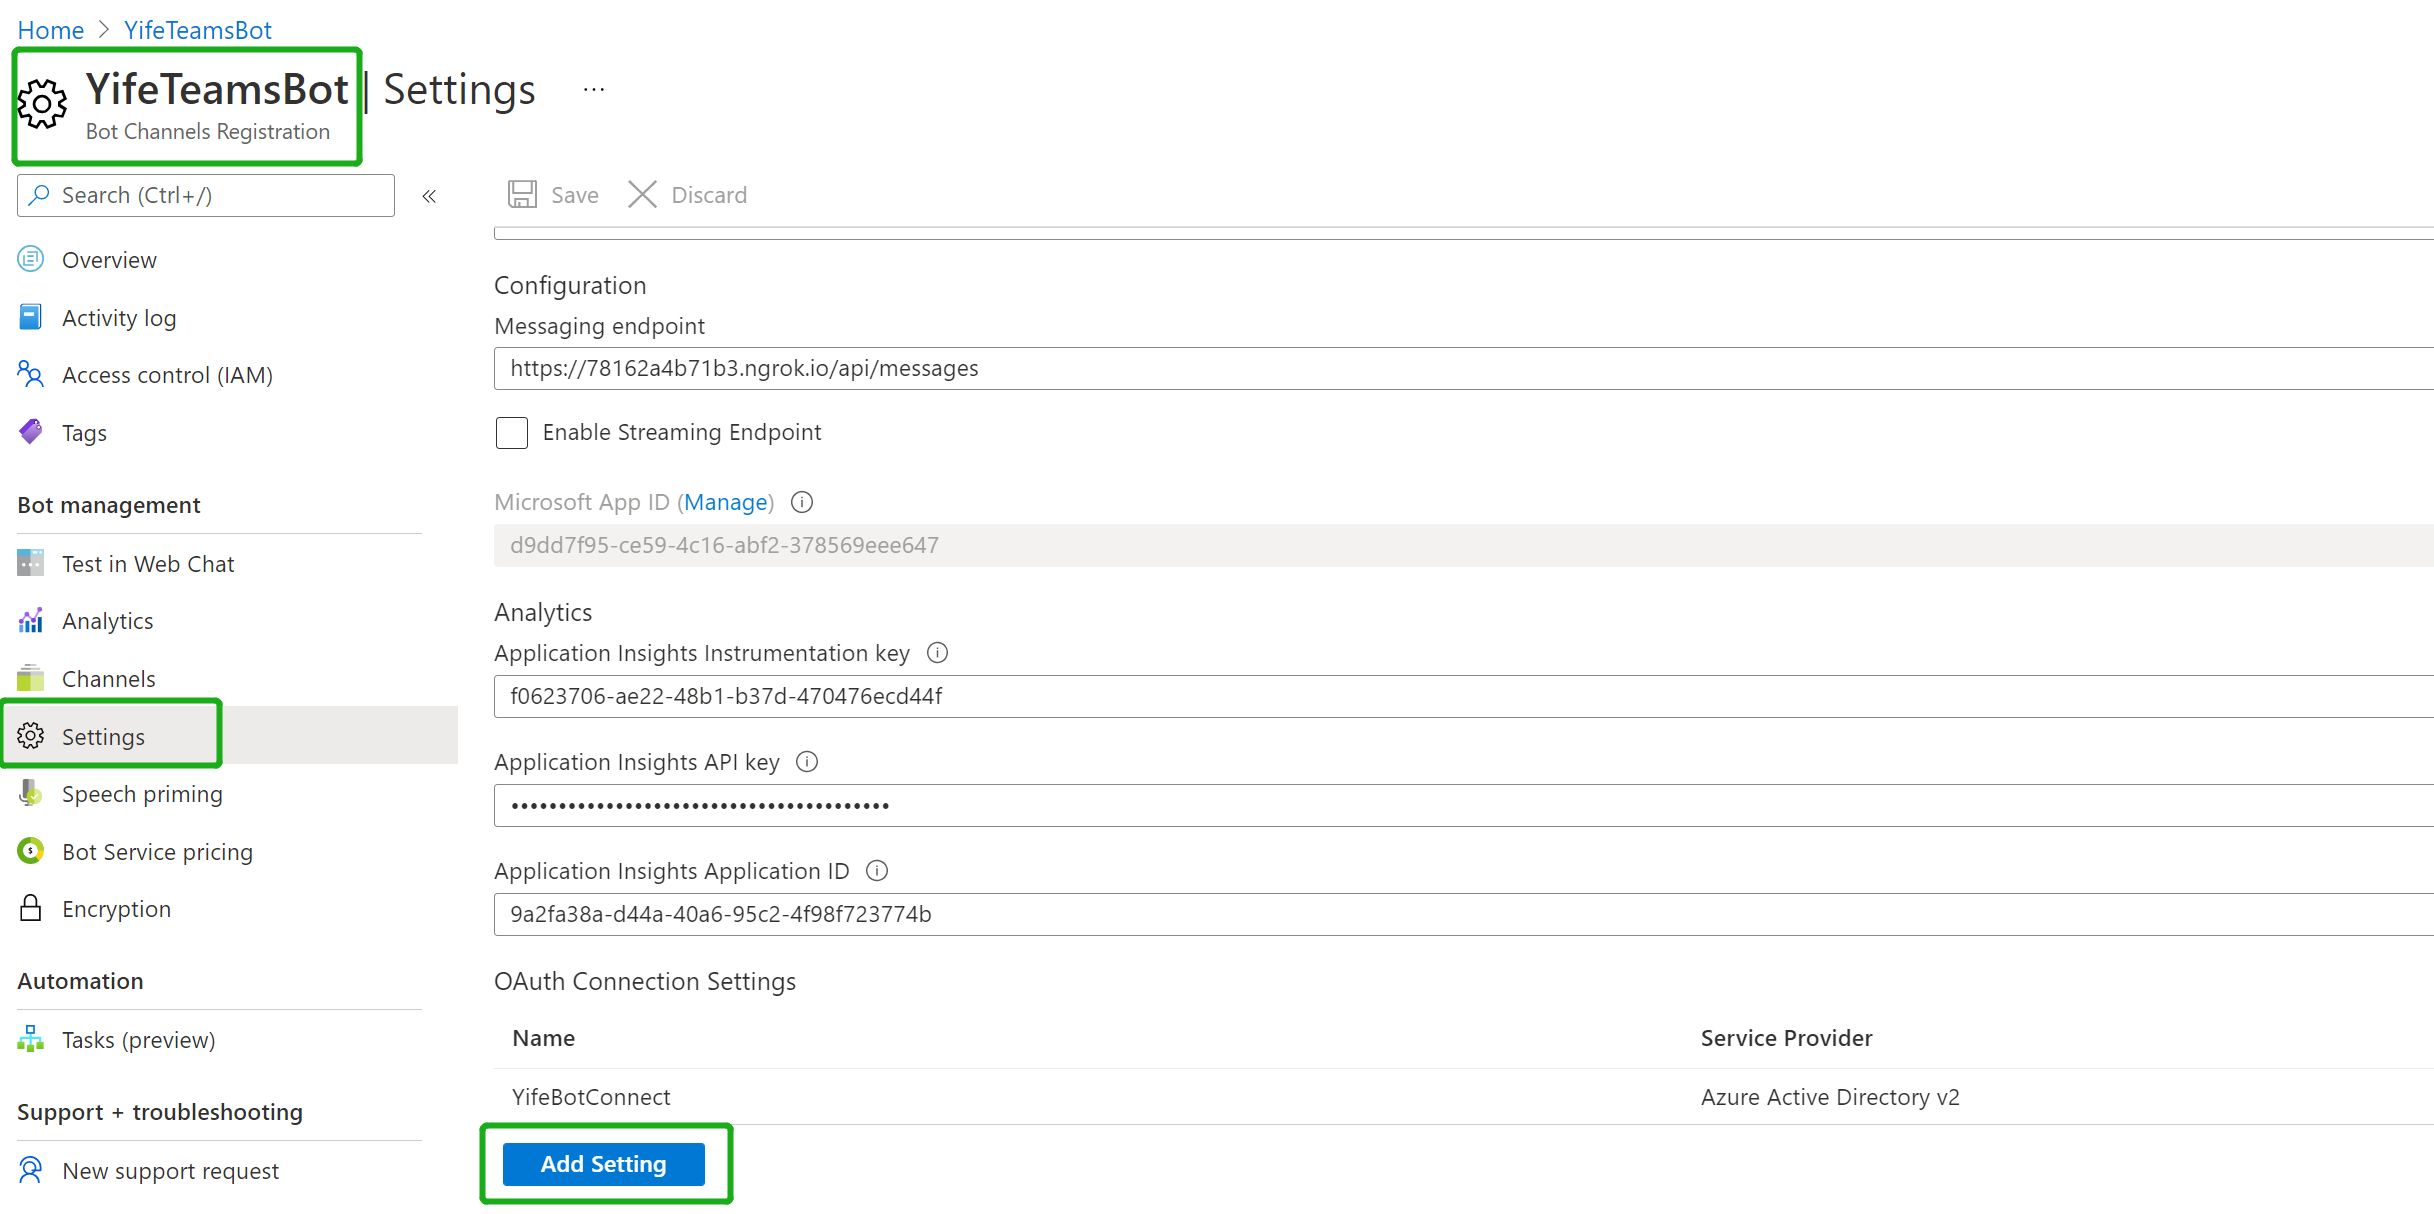 Home > YifeTeamsBot
YifeTeamsBot | Settings ...
Bot Channels Registration
Search (Ctrl+/)
«
Save
Discard
Overview
Activity log
Access control (IAM)
Tags
Bot management
Test in Web Chat
Analytics
Channels
Settings
Speech priming
Bot Service pricing
Encryption
Automation
Tasks (preview)
Support + troubleshooting
New support request
Configuration
Messaging endpoint
https://78162a4b71b3.ngrok.io/api/messages
Enable Streaming Endpoint
Microsoft App ID (Manage)
d9dd7f95-ce59-4c16-abf2-378569eee647
Analytics
Application Insights Instrumentation key
f0623706-ae22-48b1-b37d-470476ecd44f
Application Insights API key
••••••••••••••••••••••••••••••••••••••••
Application Insights Application ID
9a2fa38a-d44a-40a6-95c2-4f98f723774b
OAuth Connection Settings
Name Service Provider
YifeBotConnect Azure Active Directory v2
Add Setting